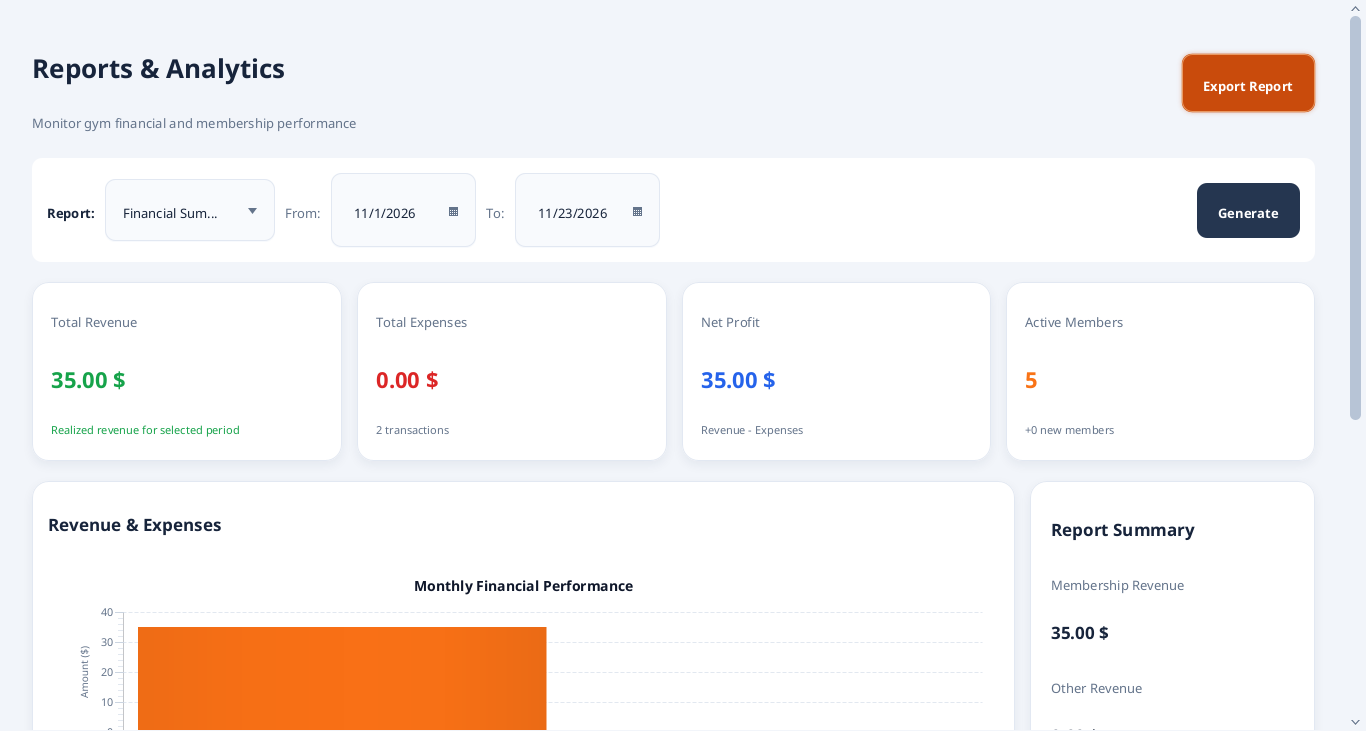 Reports & Analytics
Export Report
Monitor gym financial and membership performance
Report: Financial Sum... From: 11/1/2026 To: 11/23/2026 Generate
Total Revenue
35.00 $
Realized revenue for selected period
Total Expenses
0.00 $
2 transactions
Net Profit
35.00 $
Revenue - Expenses
Active Members
5
+0 new members
Revenue & Expenses
Monthly Financial Performance
40
30
20
10
Amount ($)
Report Summary
Membership Revenue
35.00 $
Other Revenue